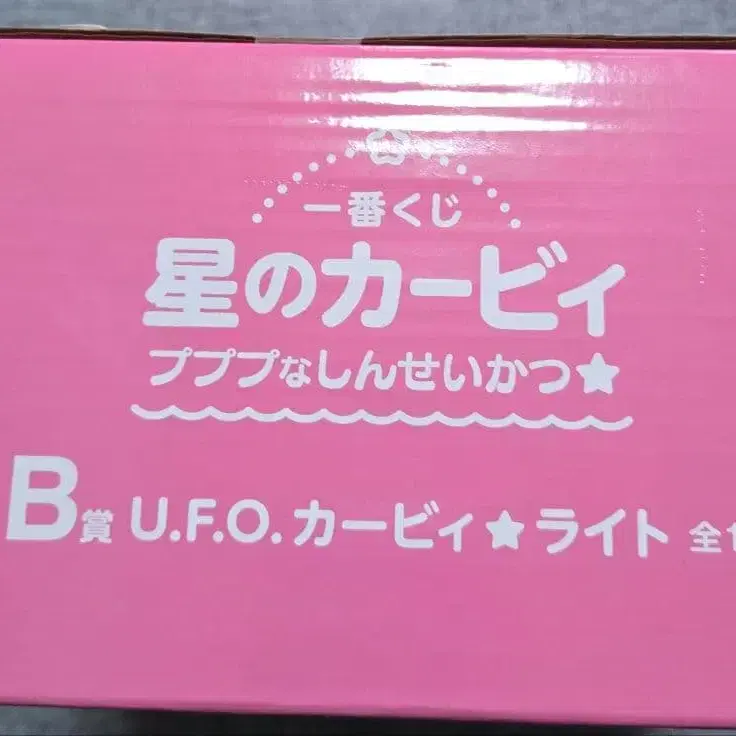 一番くじ
星のカービィ
プププなしんせいかつ★
B賞 U.F.O.カービィ★ライト 全